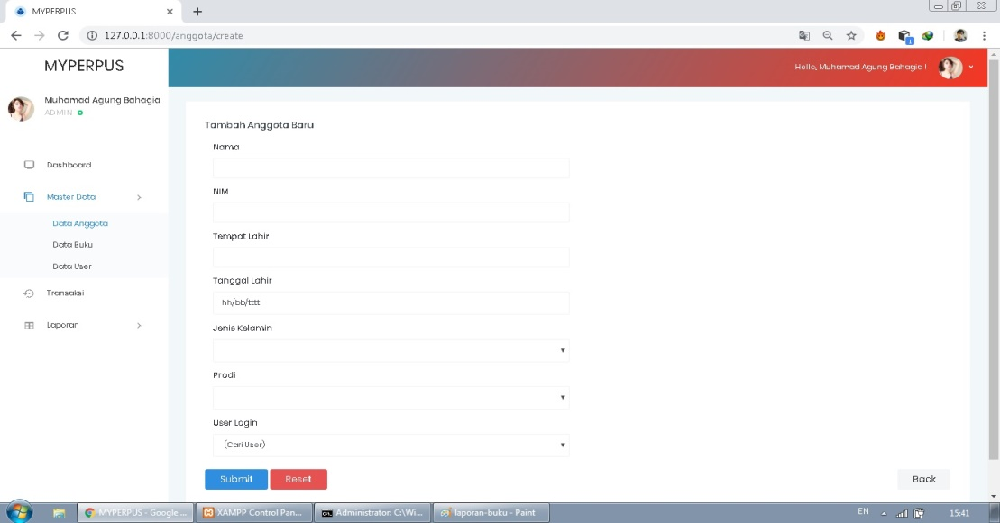 MYPERPUS
127.0.0.1:8000/anggota/create
MYPERPUS
Hello, Muhamad Agung Bahagia !
Muhamad Agung Bahagia
ADMIN
Dashboard
Master Data
Data Anggota
Data Buku
Data User
Transaksi
Laporan
Tambah Anggota Baru
Nama
NIM
Tempat Lahir
Tanggal Lahir
hh/bb/tttt
Jenis Kelamin
Prodi
User Login
(Cari User)
Submit
Reset
Back
MYPERPUS - Google ...
XAMPP Control Pan...
Administrator: C:\Wi...
laporan-buku - Paint
EN
15:41